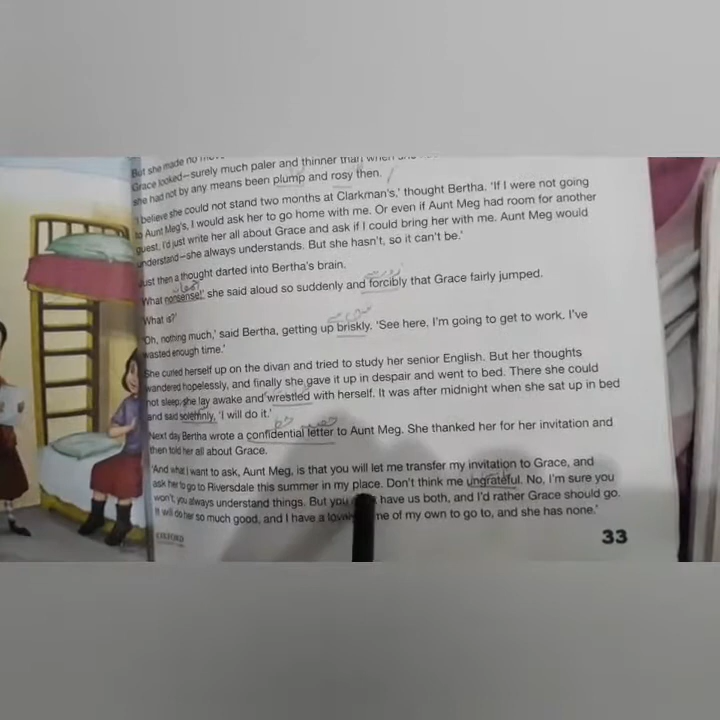 But she made no
Grace looked—surely much paler and thinner than when
she had not by any means been plump and rosy then.
'I believe she could not stand two months at Clarkman's,' thought Bertha. 'If I were not going
to Aunt Meg's, I would ask her to go home with me. Or even if Aunt Meg had room for another
guest, I'd just write her all about Grace and ask if I could bring her with me. Aunt Meg would
understand—she always understands. But she hasn't, so it can't be.'
Just then a thought darted into Bertha's brain.
'What nonsense!' she said aloud so suddenly and forcibly that Grace fairly jumped.
'What is?'
'Oh, nothing much,' said Bertha, getting up briskly. 'See here, I'm going to get to work. I've
wasted enough time.'
She curled herself up on the divan and tried to study her senior English. But her thoughts
wandered hopelessly, and finally she gave it up in despair and went to bed. There she could
not sleep; she lay awake and wrestled with herself. It was after midnight when she sat up in bed
and said solemnly, 'I will do it.'
Next day Bertha wrote a confidential letter to Aunt Meg. She thanked her for her invitation and
then told her all about Grace.
'And what I want to ask, Aunt Meg, is that you will let me transfer my invitation to Grace, and
ask her to go to Riversdale this summer in my place. Don't think me ungrateful. No, I'm sure you
won't, you always understand things. But you have us both, and I'd rather Grace should go.
It will do her so much good, and I have a me of my own to go to, and she has none.'
OXFORD
33